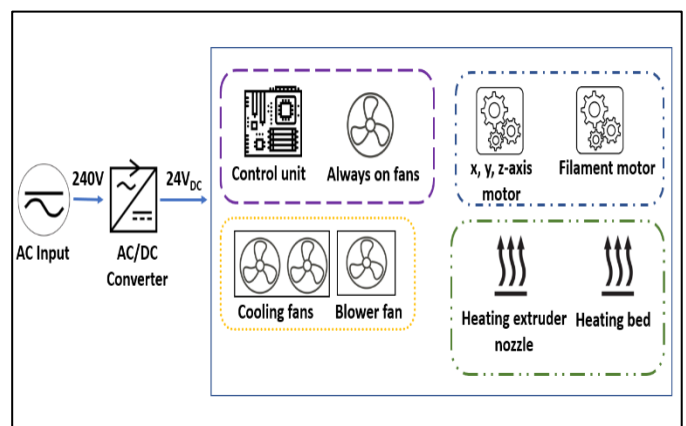 240V
24VDC
AC Input
AC/DC
Converter
Control unit
Always on fans
x, y, z-axis
motor
Filament motor
Cooling fans
Blower fan
Heating extruder
nozzle
Heating bed